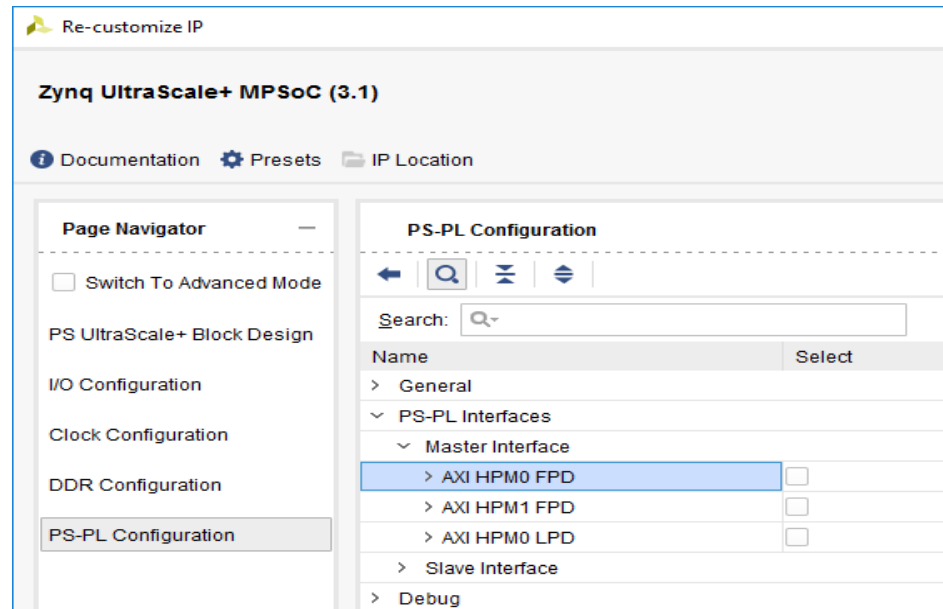 Re-customize IP
Zynq UltraScale+ MPSoC (3.1)
Documentation Presets IP Location
Page Navigator
Switch To Advanced Mode
PS UltraScale+ Block Design
I/O Configuration
Clock Configuration
DDR Configuration
PS-PL Configuration
PS-PL Configuration
Search:
Name Select
General
PS-PL Interfaces
Master Interface
AXI HPM0 FPD
AXI HPM1 FPD
AXI HPM0 LPD
Slave Interface
Debug